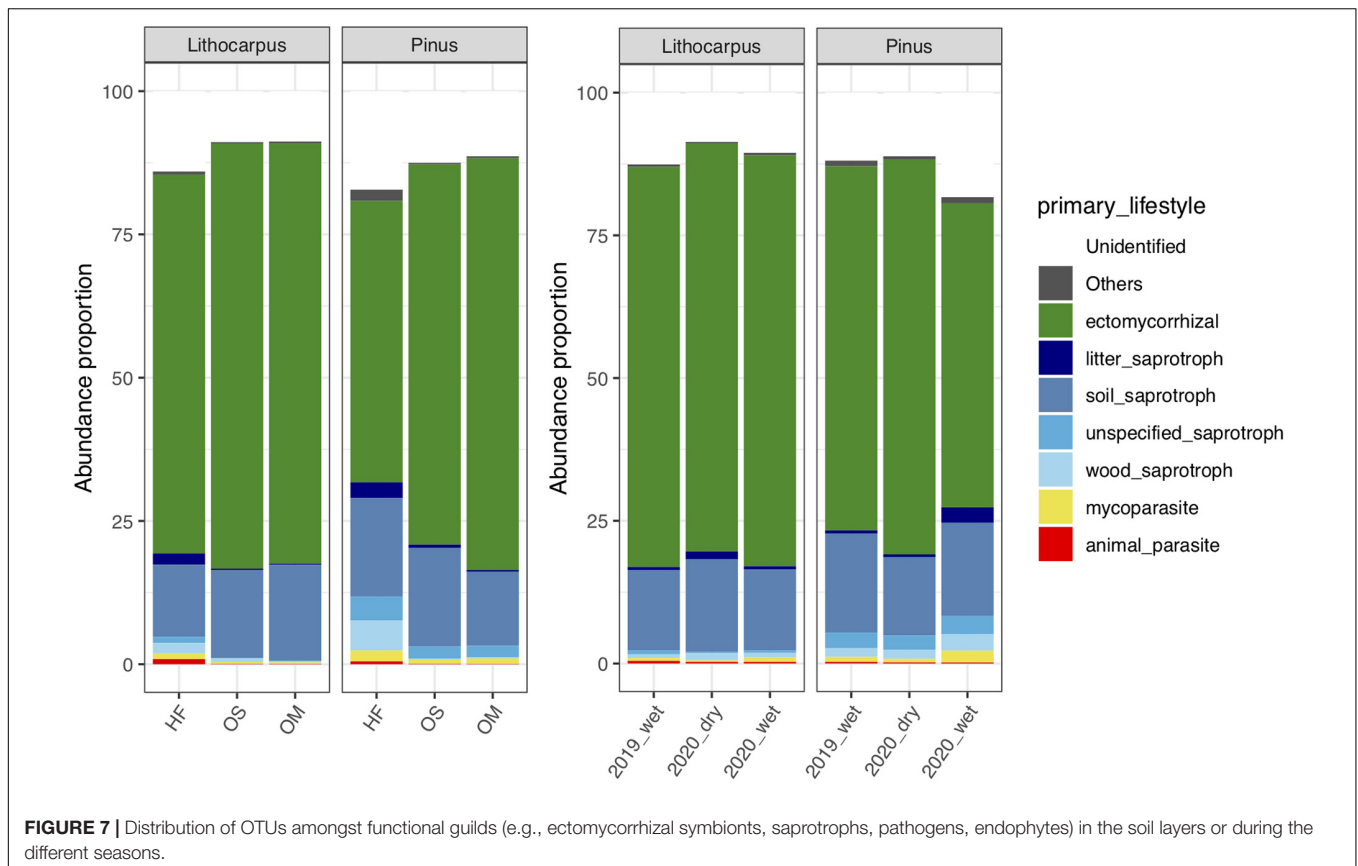 Lithocarpus
Pinus
100
75
50
25
0
Abundance proportion
HF
OS
OM
HF
OS
OM
Lithocarpus
Pinus
100
75
50
25
0
Abundance proportion
2019_wet
2020_dry
2020_wet
2019_wet
2020_dry
2020_wet
primary_lifestyle
Unidentified
Others
ectomycorrhizal
litter_saprotroph
soil_saprotroph
unspecified_saprotroph
wood_saprotroph
mycoparasite
animal_parasite
FIGURE 7 | Distribution of OTUs amongst functional guilds (e.g., ectomycorrhizal symbionts, saprotrophs, pathogens, endophytes) in the soil layers or during the
different seasons.